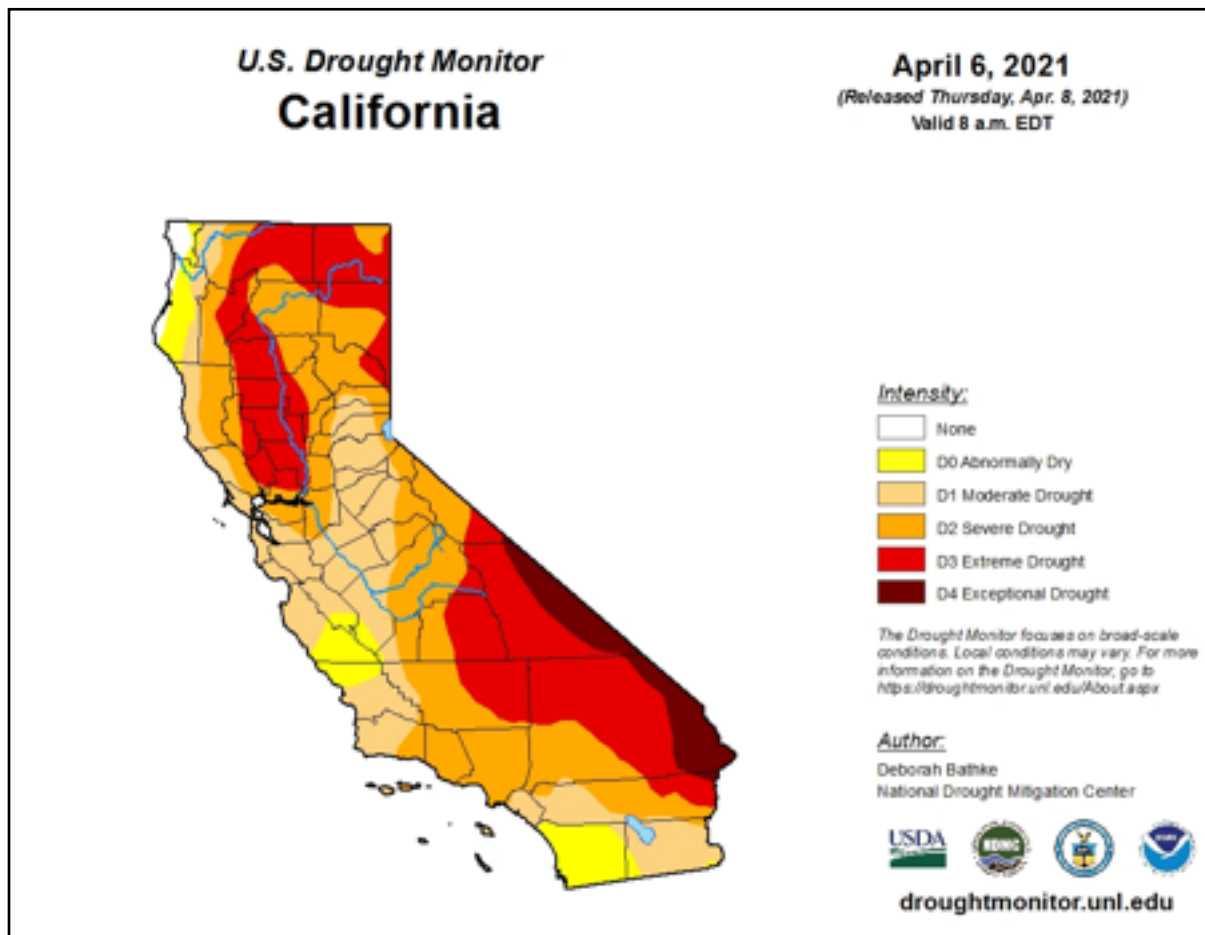 U.S. Drought Monitor
California
April 6, 2021
(Released Thursday, Apr. 8, 2021)
Valid 8 a.m. EDT
Intensity:
None
D0 Abnormally Dry
D1 Moderate Drought
D2 Severe Drought
D3 Extreme Drought
D4 Exceptional Drought
The Drought Monitor focuses on broad-scale
conditions. Local conditions may vary. For more
information on the Drought Monitor, go to
https://droughtmonitor.unl.edu/About.aspx
Author:
Deborah Bathke
National Drought Mitigation Center
USDA
NDMC
droughtmonitor.unl.edu